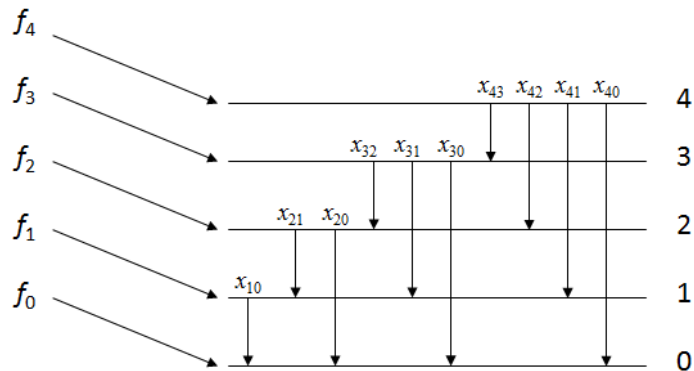 f₄
x₄₃ x₄₂ x₄₁ x₄₀ 4
f₃
x₃₂ x₃₁ x₃₀ 3
f₂
x₂₁ x₂₀ 2
f₁
x₁₀ 1
f₀
0